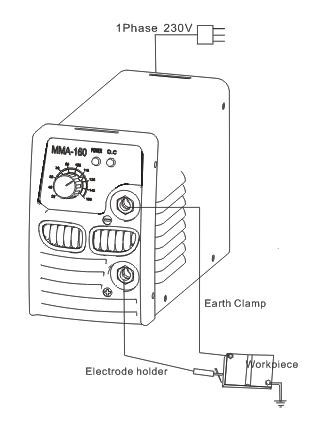 1Phase 230V
MMA-160
POWER O.C
Earth Clamp
Workpiece
Electrode holder